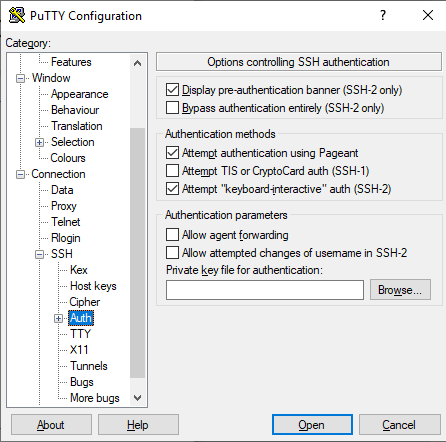 PuTTY Configuration
Category:
Features
Window
Appearance
Behaviour
Translation
Selection
Colours
Connection
Data
Proxy
Telnet
Rlogin
SSH
Kex
Host keys
Cipher
Auth
TTY
X11
Tunnels
Bugs
More bugs
Options controlling SSH authentication
Display pre-authentication banner (SSH-2 only)
Bypass authentication entirely (SSH-2 only)
Authentication methods
Attempt authentication using Pageant
Attempt TIS or CryptoCard auth (SSH-1)
Attempt "keyboard-interactive" auth (SSH-2)
Authentication parameters
Allow agent forwarding
Allow attempted changes of username in SSH-2
Private key file for authentication:
Browse...
About
Help
Open
Cancel